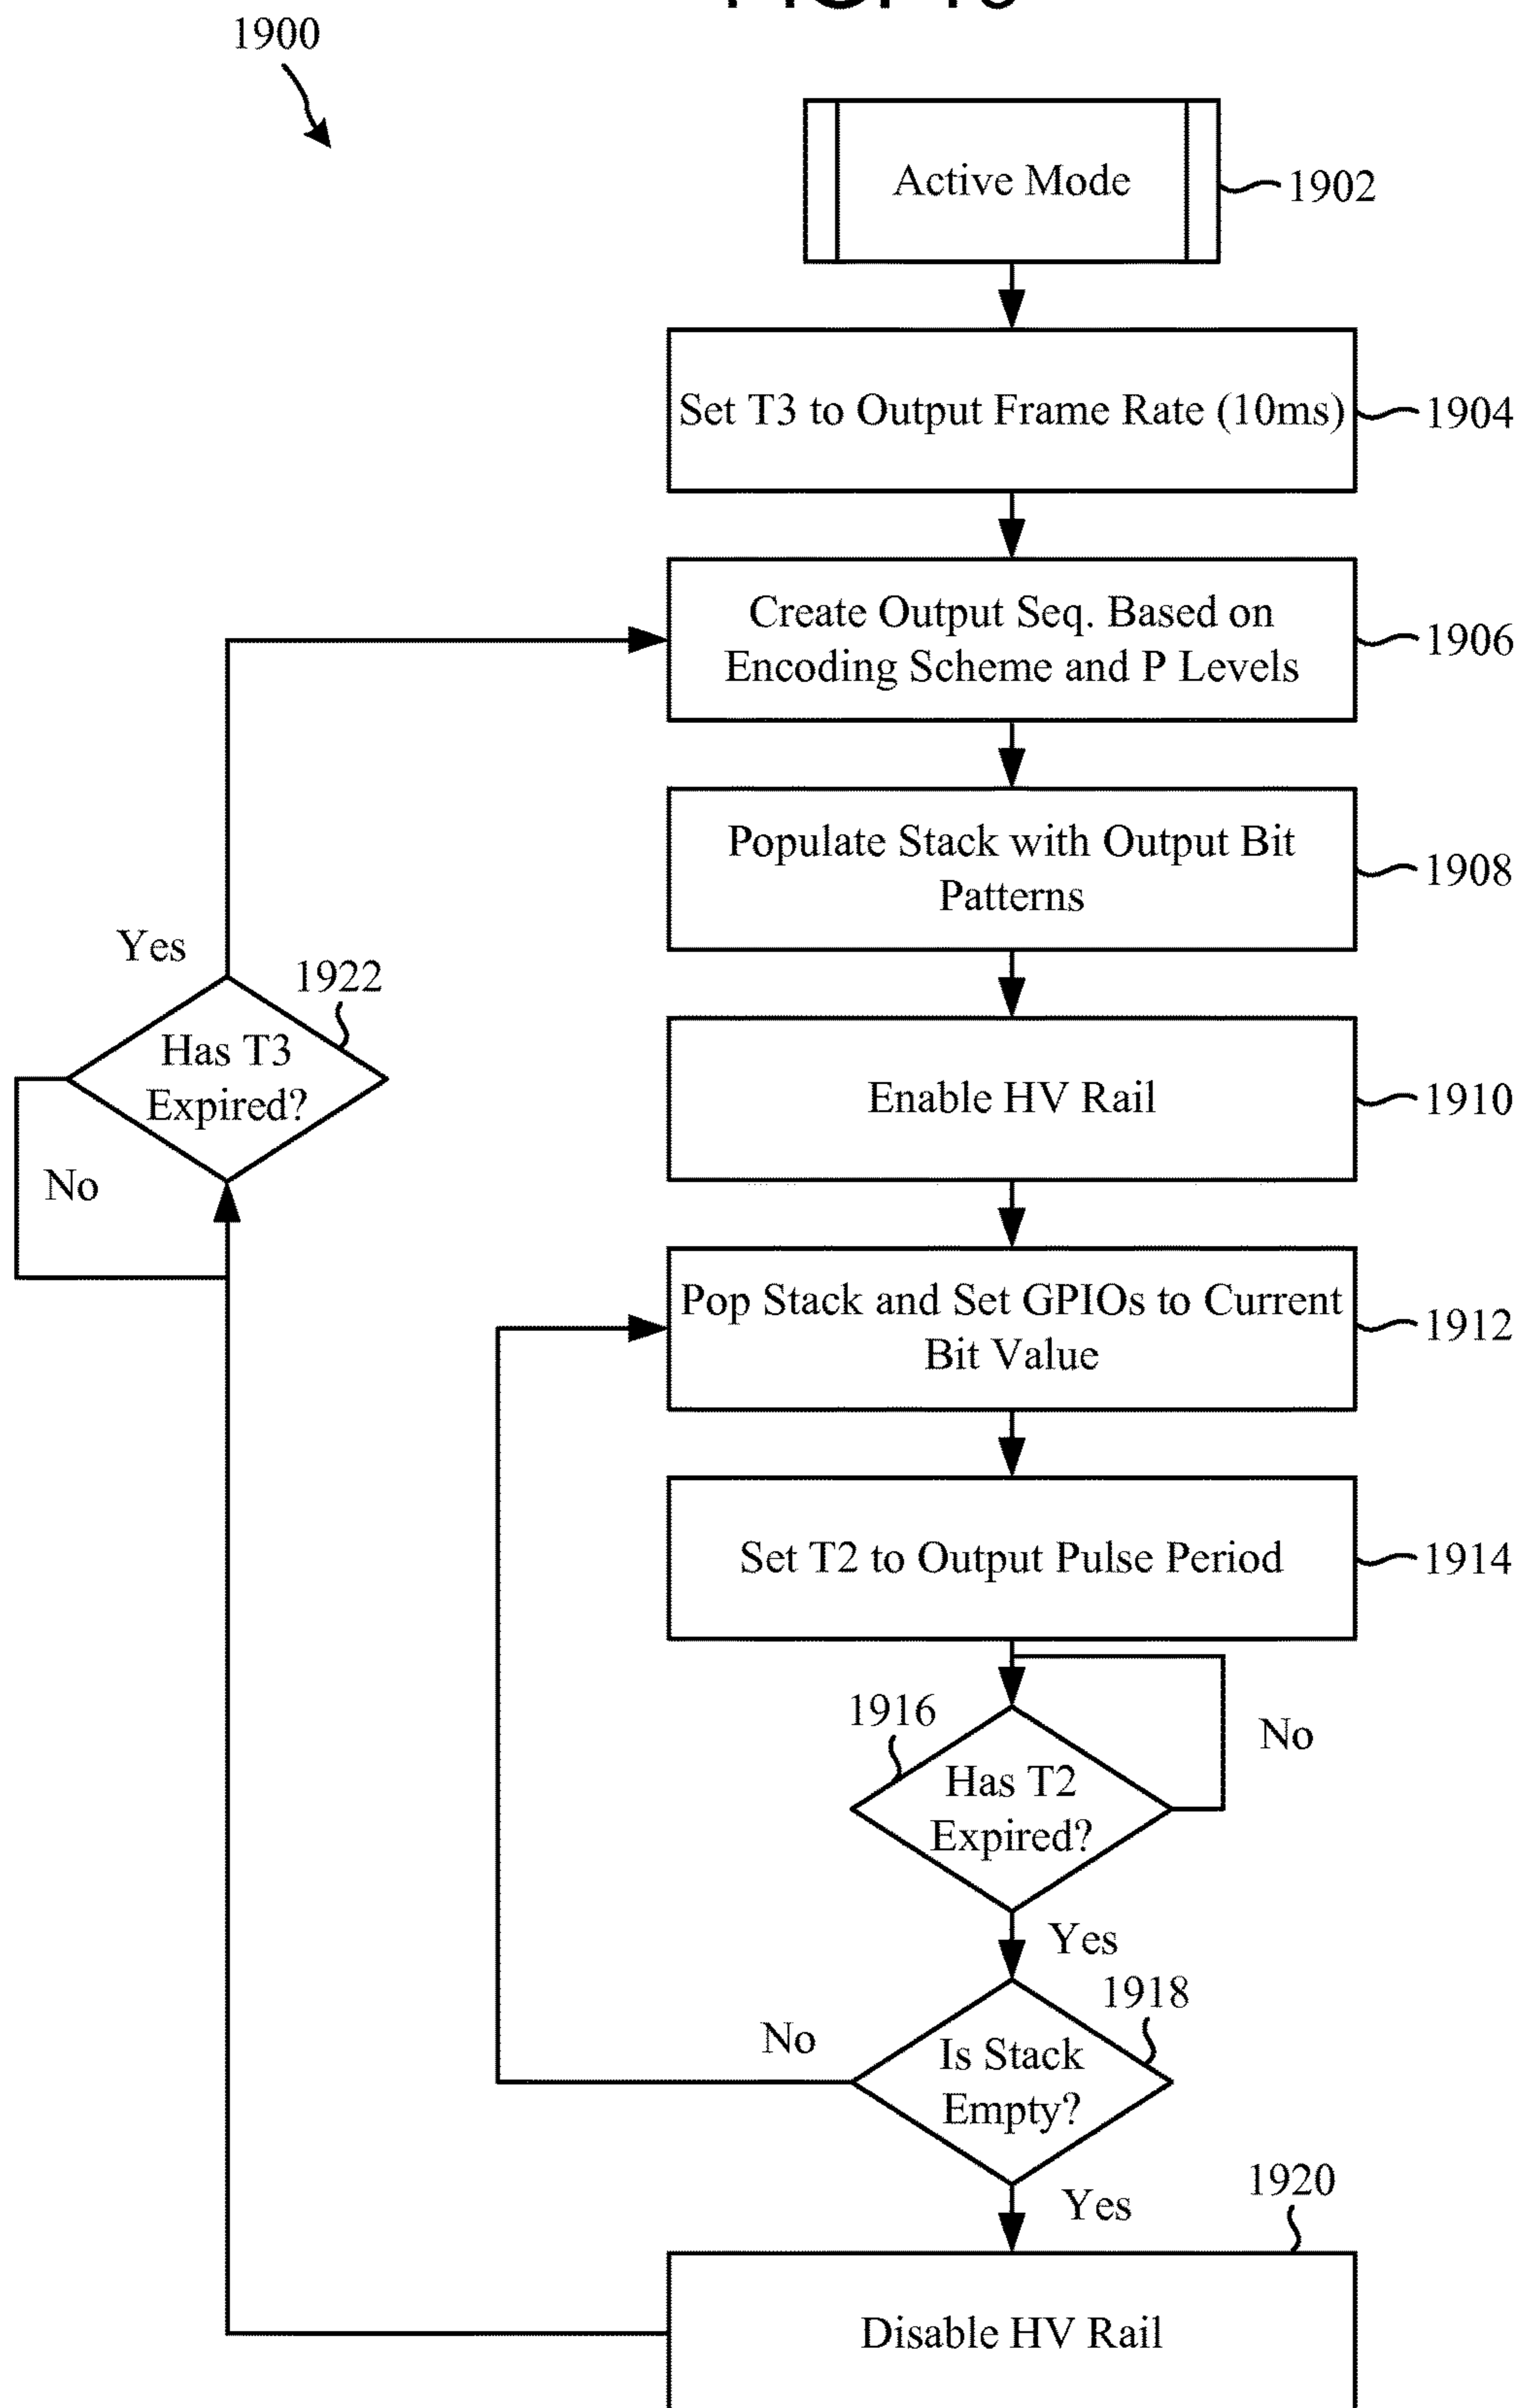 1900
Active Mode
1902
Set T3 to Output Frame Rate (10ms)
1904
Create Output Seq. Based on
Encoding Scheme and P Levels
1906
Populate Stack with Output Bit
Patterns
1908
Yes
1922
Has T3
Expired?
No
Enable HV Rail
1910
Pop Stack and Set GPIOs to Current
Bit Value
1912
Set T2 to Output Pulse Period
1914
1916
Has T2
Expired?
No
Yes
1918
Is Stack
Empty?
No
Yes
1920
Disable HV Rail